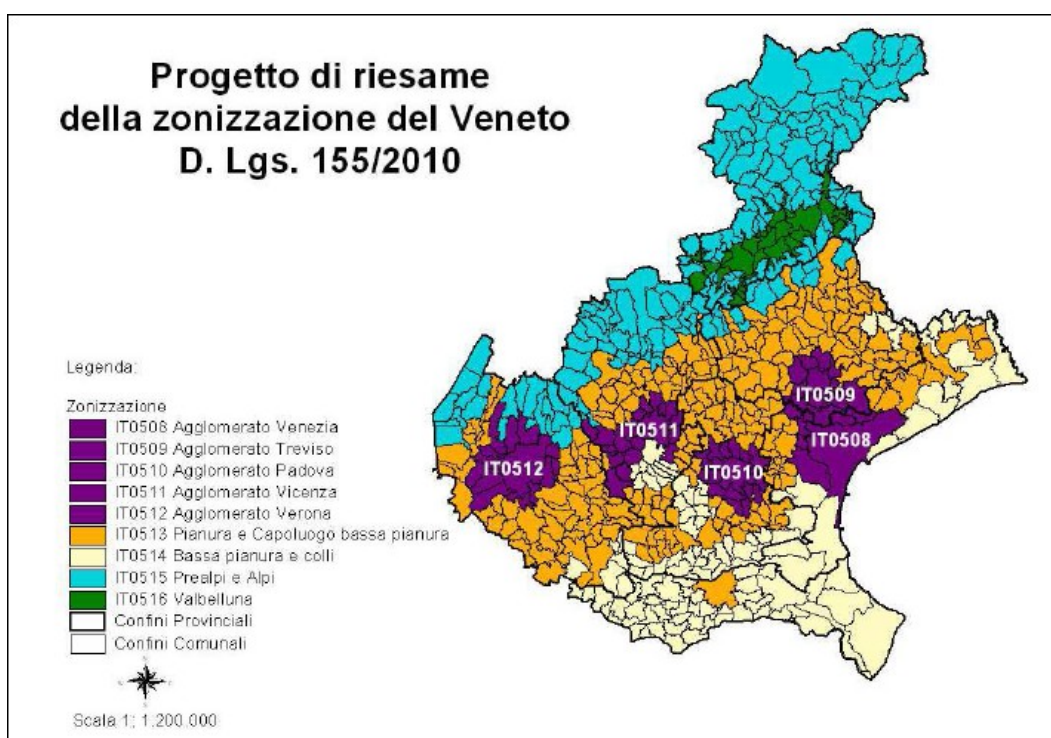 Progetto di riesame
della zonizzazione del Veneto
D. Lgs. 155/2010
Legenda:
Zonizzazione
IT0508 Agglomerato Venezia
IT0509 Agglomerato Treviso
IT0510 Agglomerato Padova
IT0511 Agglomerato Vicenza
IT0512 Agglomerato Verona
IT0513 Pianura e Capoluogo bassa pianura
IT0514 Bassa pianura e colli
IT0515 Prealpi e Alpi
IT0516 Valbelluna
Confini Provinciali
Confini Comunali
Scala 1: 1.200.000
IT0509
IT0511
IT0508
IT0512
IT0510